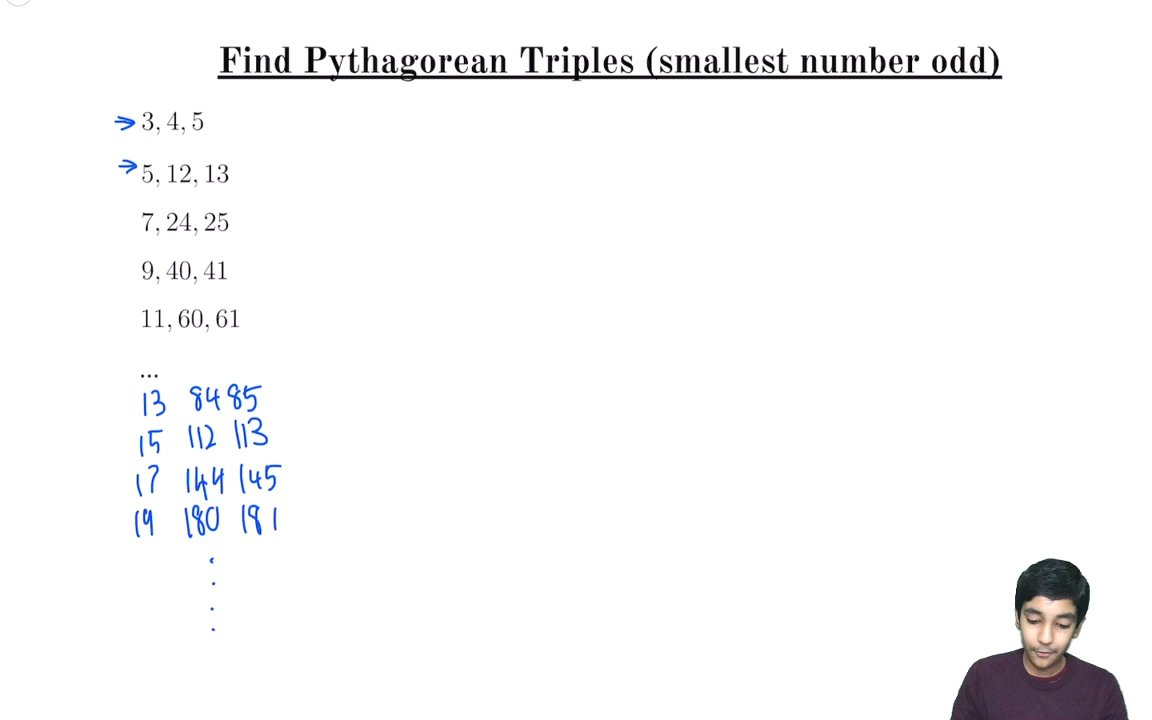 Find Pythagorean Triples (smallest number odd)
3, 4, 5
5, 12, 13
7, 24, 25
9, 40, 41
11, 60, 61
...
13 84 85
15 112 113
17 144 145
19 180 181